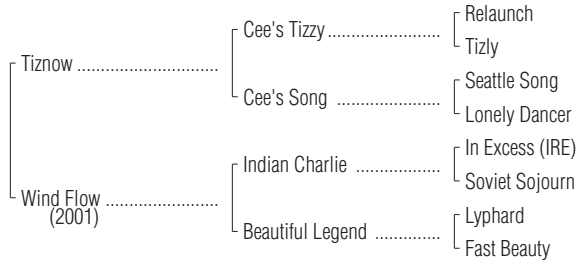 Relaunch
Cee's Tizzy
Tizly
Tiznow
Seattle Song
Cee's Song
Lonely Dancer
In Excess (IRE)
Indian Charlie
Soviet Sojourn
Wind Flow
(2001)
Lyphard
Beautiful Legend
Fast Beauty